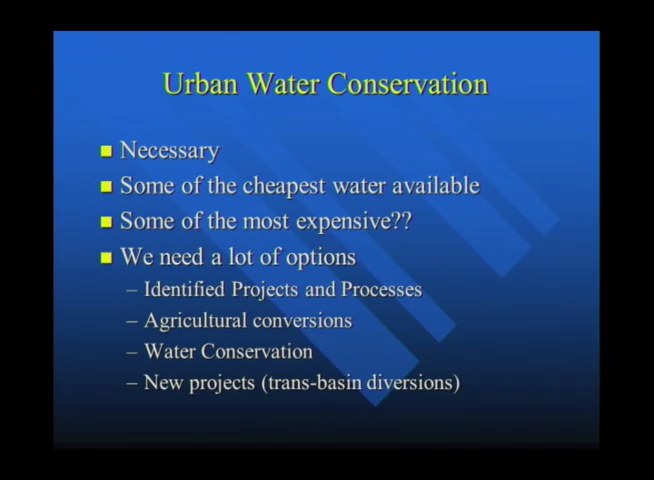 Urban Water Conservation
Necessary
Some of the cheapest water available
Some of the most expensive??
We need a lot of options
– Identified Projects and Processes
– Agricultural conversions
– Water Conservation
– New projects (trans-basin diversions)